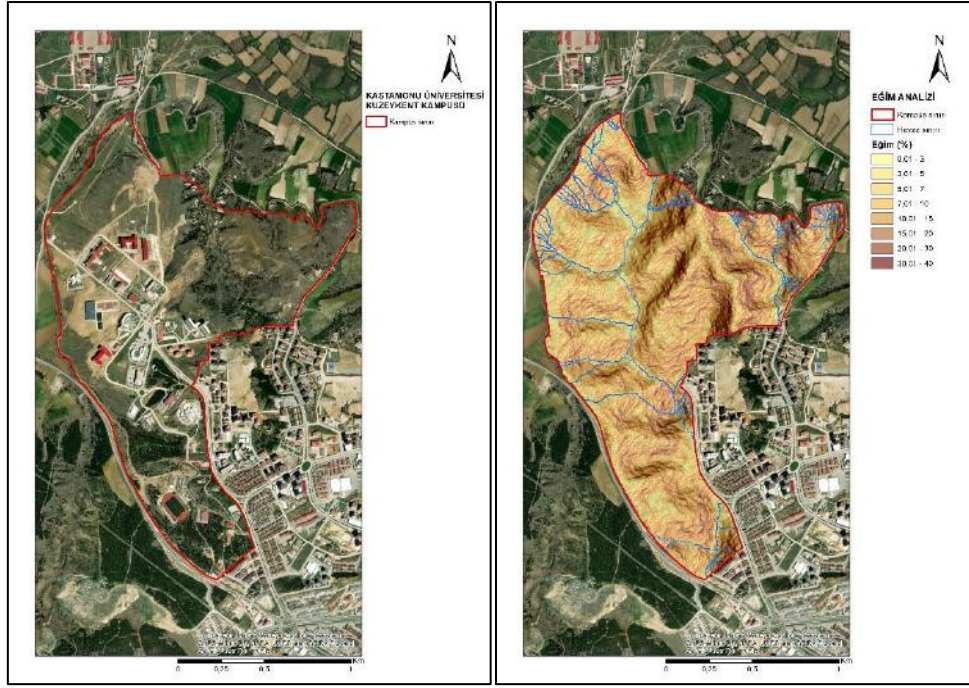 N
KASTAMONU ÜNİVERSİTESİ
KUZEYKENT KAMPÜSÜ
Kampüs sınırı
Km
0 0,25 0,5 1
N
EĞİM ANALİZİ
Kampüs sınırı
Havza sınırı
Eğim (%)
0,01 - 3
3,01 - 5
5,01 - 7
7,01 - 10
10,01 - 15
15,01 - 20
20,01 - 30
30,01 - 40
Km
0 0,25 0,5 1